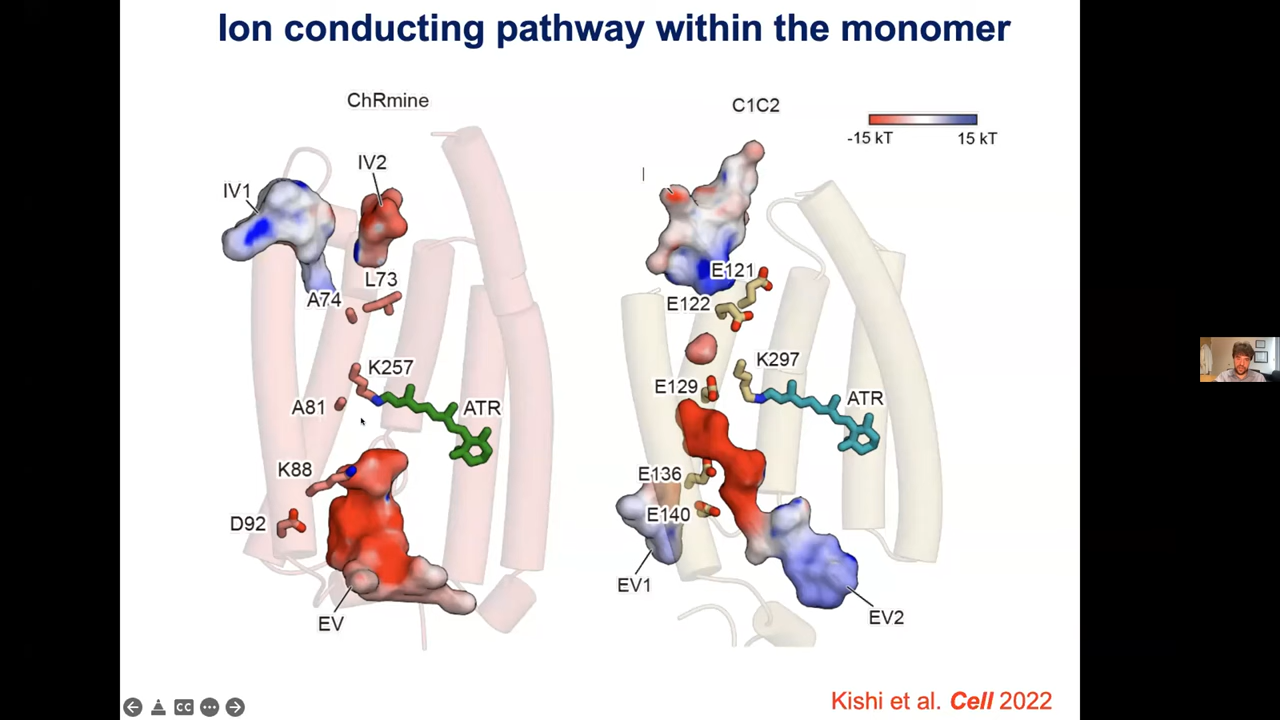 Ion conducting pathway within the monomer
ChRmine
C1C2
-15 kT
15 kT
IV1
IV2
L73
A74
K257
A81
ATR
K88
D92
EV
E121
E122
K297
E129
ATR
E136
E140
EV1
EV2
Kishi et al. Cell 2022
CC